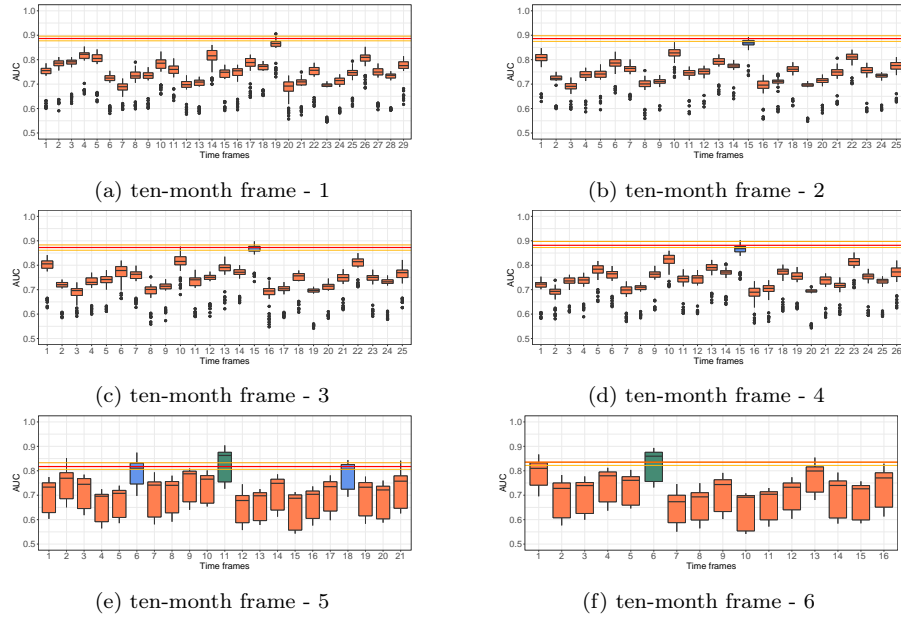 1.0
0.9
0.8
0.7
0.6
0.5
AUC
1 2 3 4 5 6 7 8 9 10 11 12 13 14 15 16 17 18 19 20 21 22 23 24 25 26 27 28 29
Time frames
(a) ten-month frame - 1
1.0
0.9
0.8
0.7
0.6
0.5
AUC
1 2 3 4 5 6 7 8 9 10 11 12 13 14 15 16 17 18 19 20 21 22 23 24 25
Time frames
(b) ten-month frame - 2
1.0
0.9
0.8
0.7
0.6
0.5
AUC
1 2 3 4 5 6 7 8 9 10 11 12 13 14 15 16 17 18 19 20 21 22 23 24 25
Time frames
(c) ten-month frame - 3
1.0
0.9
0.8
0.7
0.6
0.5
AUC
1 2 3 4 5 6 7 8 9 10 11 12 13 14 15 16 17 18 19 20 21 22 23 24 25 26
Time frames
(d) ten-month frame - 4
1.0
0.9
0.8
0.7
0.6
0.5
AUC
1 2 3 4 5 6 7 8 9 10 11 12 13 14 15 16 17 18 19 20 21
Time frames
(e) ten-month frame - 5
1.0
0.9
0.8
0.7
0.6
0.5
AUC
1 2 3 4 5 6 7 8 9 10 11 12 13 14 15 16
Time frames
(f) ten-month frame - 6